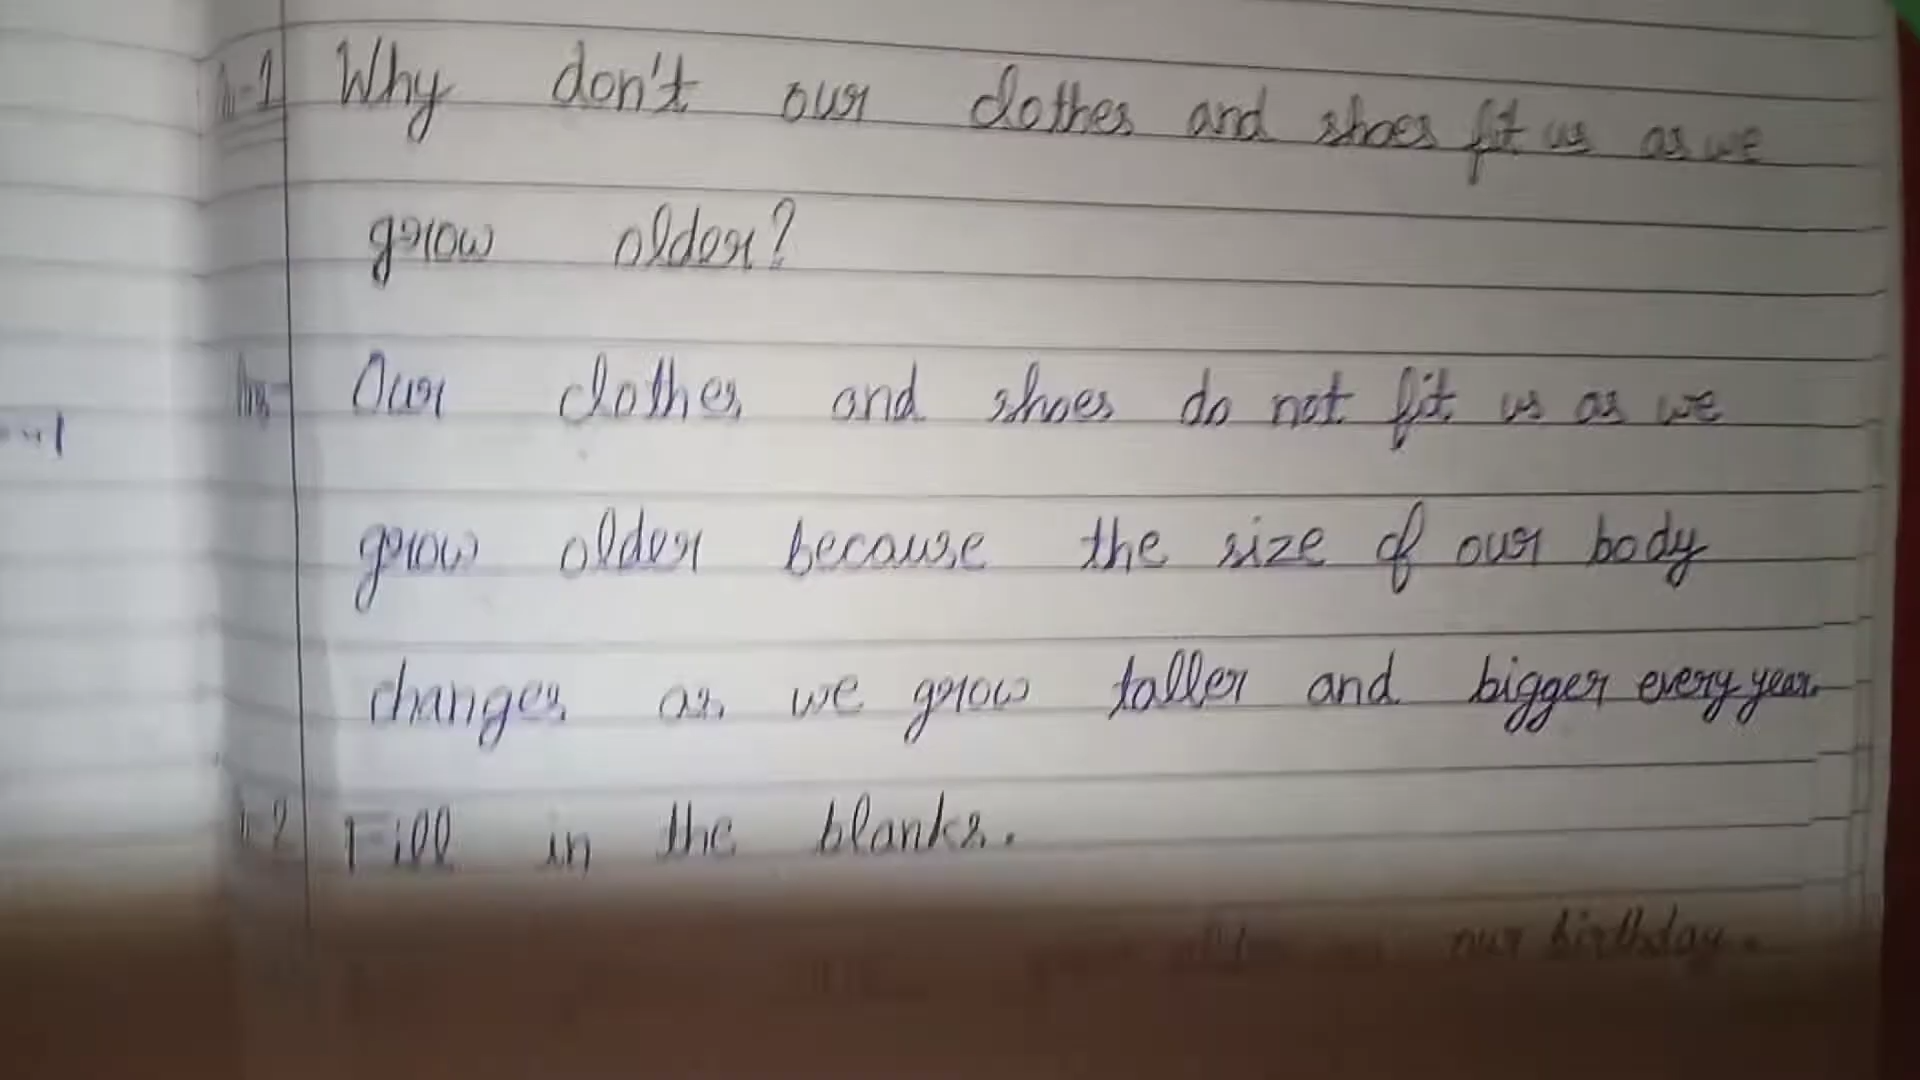 Why don't our clothes and shoes fit us as we
grow older?
Ans- Our clothes and shoes do not fit us as we
grow older because the size of our body
changes as we grow taller and bigger every year.
Fill in the blanks.
our birthday.